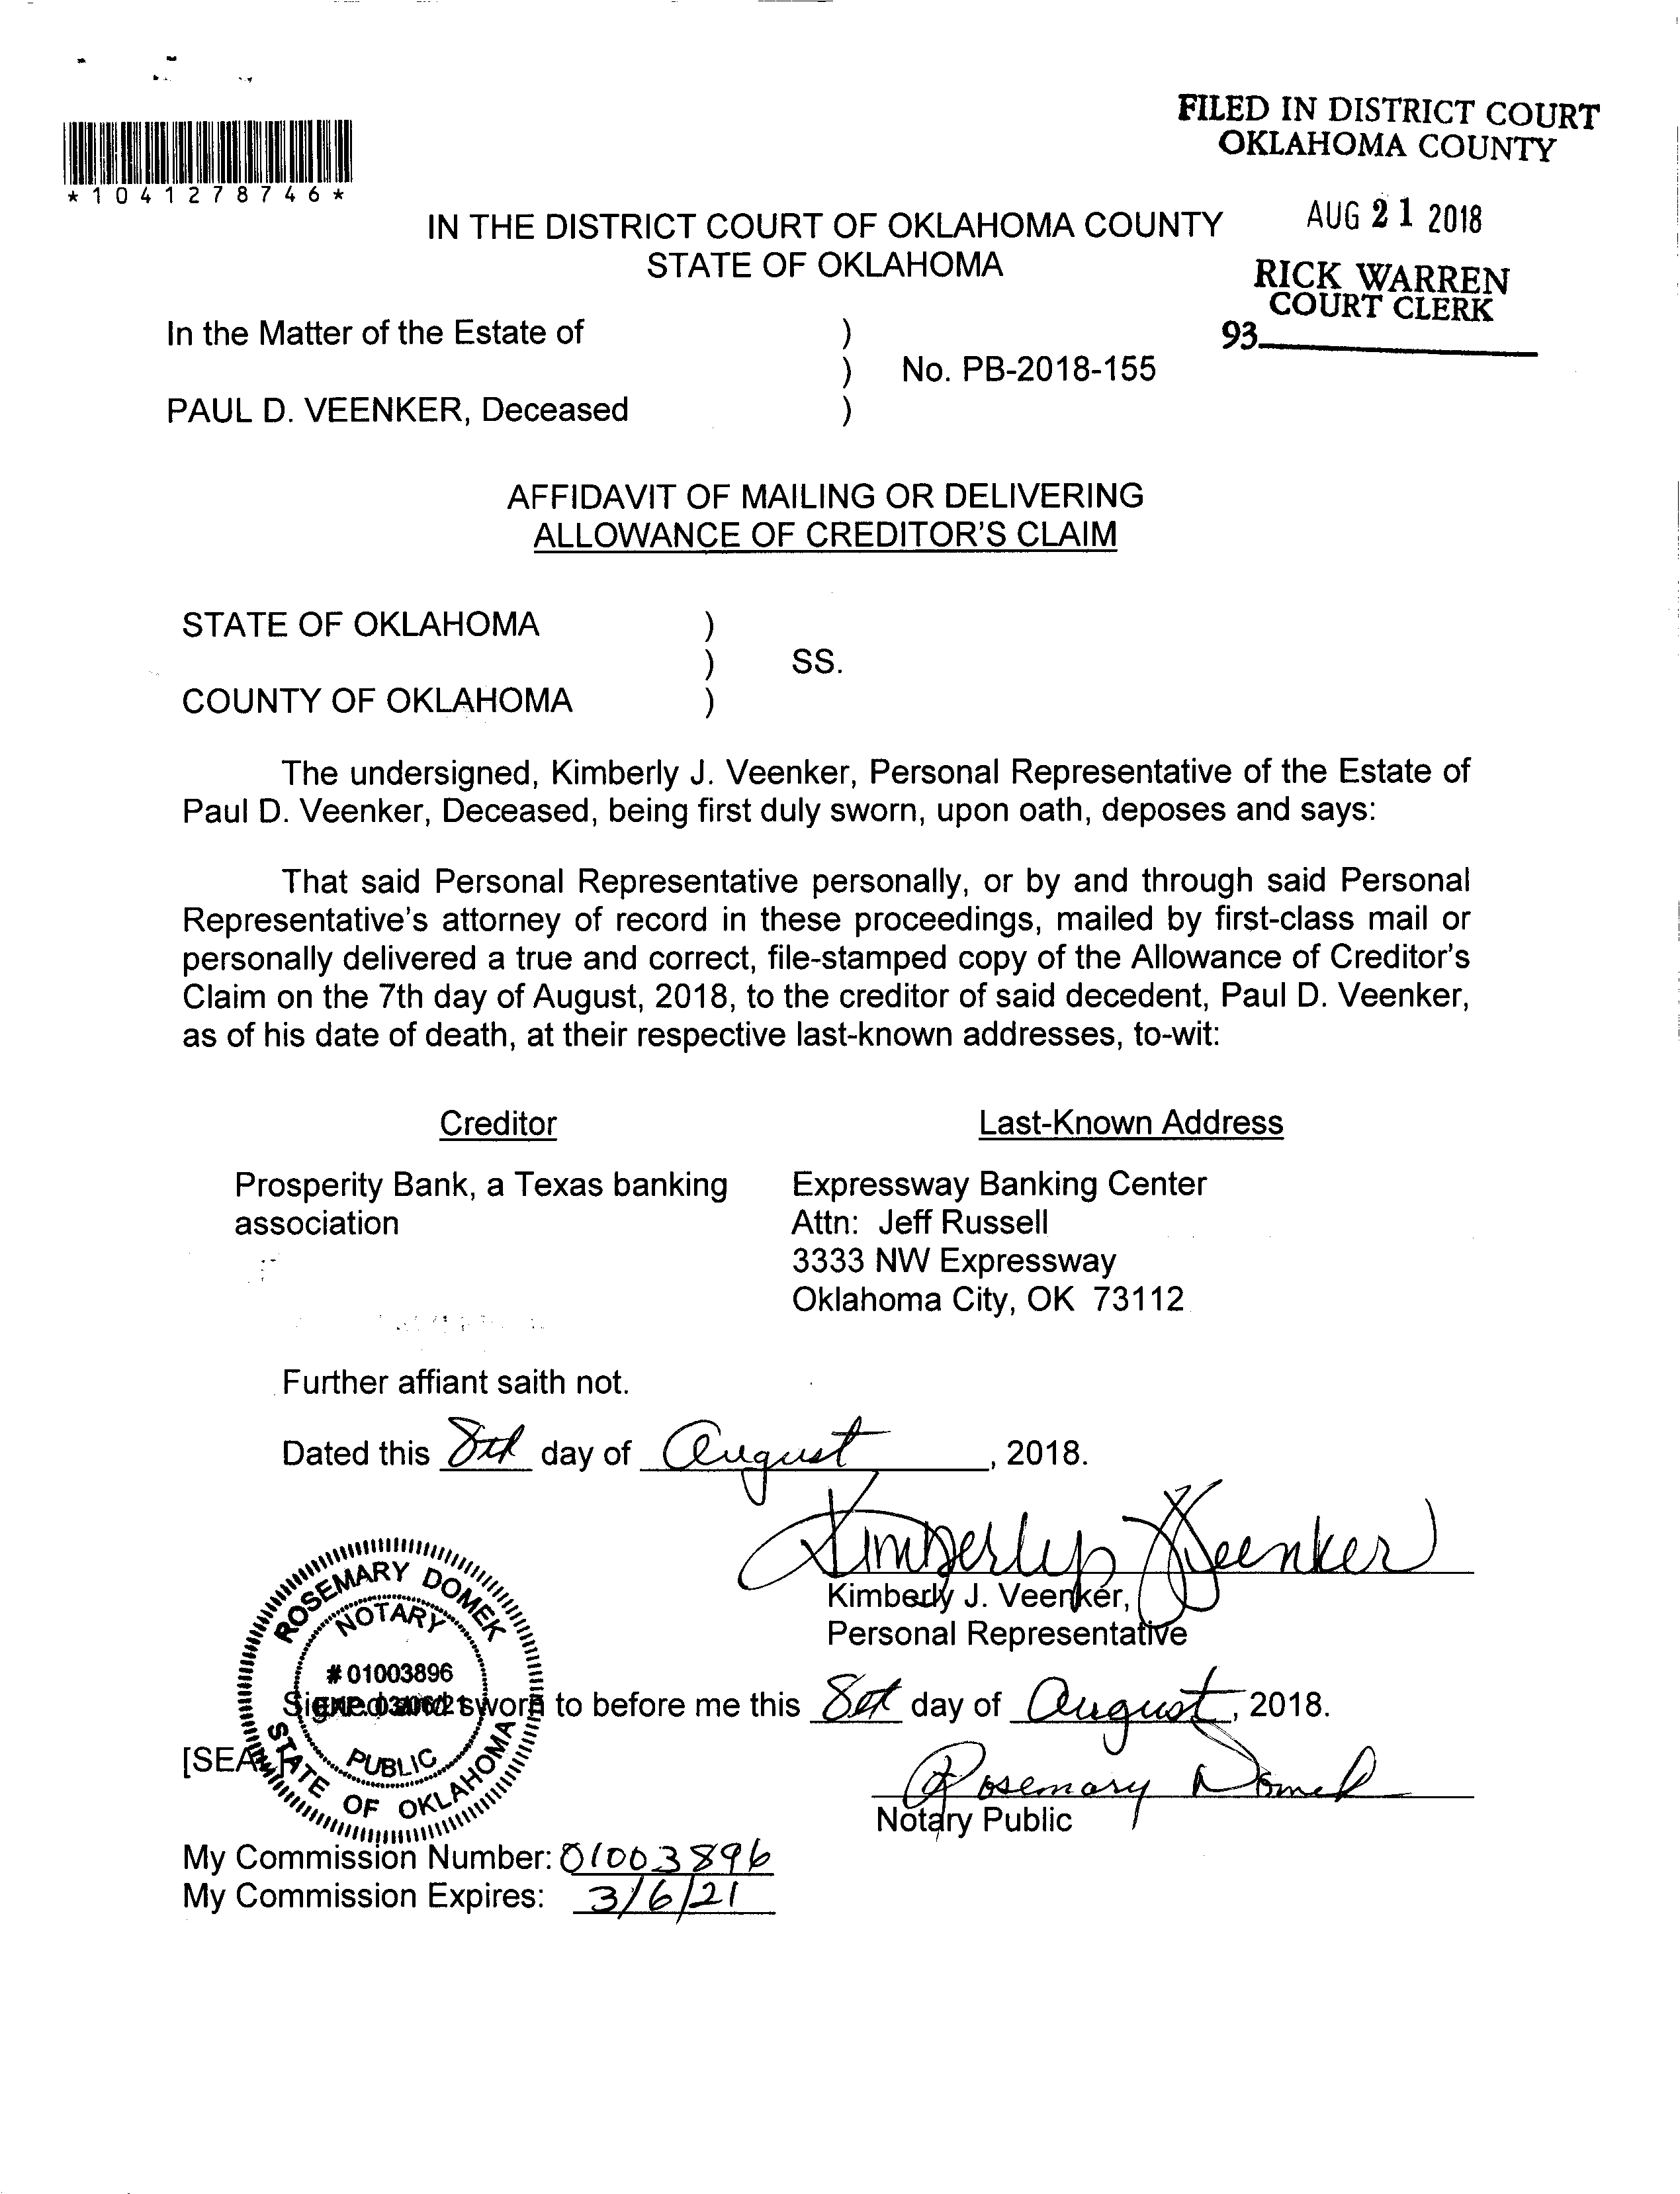 FILED IN DISTRICT COURT
OKLAHOMA COUNTY
*1041278746*
AUG 21 2018
IN THE DISTRICT COURT OF OKLAHOMA COUNTY
STATE OF OKLAHOMA
RICK WARREN
COURT CLERK
93
In the Matter of the Estate of )
) No. PB-2018-155
PAUL D. VEENKER, Deceased )
AFFIDAVIT OF MAILING OR DELIVERING
ALLOWANCE OF CREDITOR'S CLAIM
STATE OF OKLAHOMA )
) SS.
COUNTY OF OKLAHOMA )
The undersigned, Kimberly J. Veenker, Personal Representative of the Estate of
Paul D. Veenker, Deceased, being first duly sworn, upon oath, deposes and says:
That said Personal Representative personally, or by and through said Personal
Representative's attorney of record in these proceedings, mailed by first-class mail or
personally delivered a true and correct, file-stamped copy of the Allowance of Creditor's
Claim on the 7th day of August, 2018, to the creditor of said decedent, Paul D. Veenker,
as of his date of death, at their respective last-known addresses, to-wit:
Creditor Last-Known Address
Prosperity Bank, a Texas banking Expressway Banking Center
association Attn: Jeff Russell
3333 NW Expressway
Oklahoma City, OK 73112
Further affiant saith not.
Dated this 8th day of August, 2018.
Kimberly J Veenker
Kimberly J. Veenker,
Personal Representative
ROSEMARY DOMEK
NOTARY
# 01003896
EXP. 03/06/21
PUBLIC
STATE OF OKLAHOMA
Signed and sworn to before me this 8th day of August, 2018.
[SEAL]
Rosemary Domek
Notary Public
My Commission Number: 01003896
My Commission Expires: 3/6/21